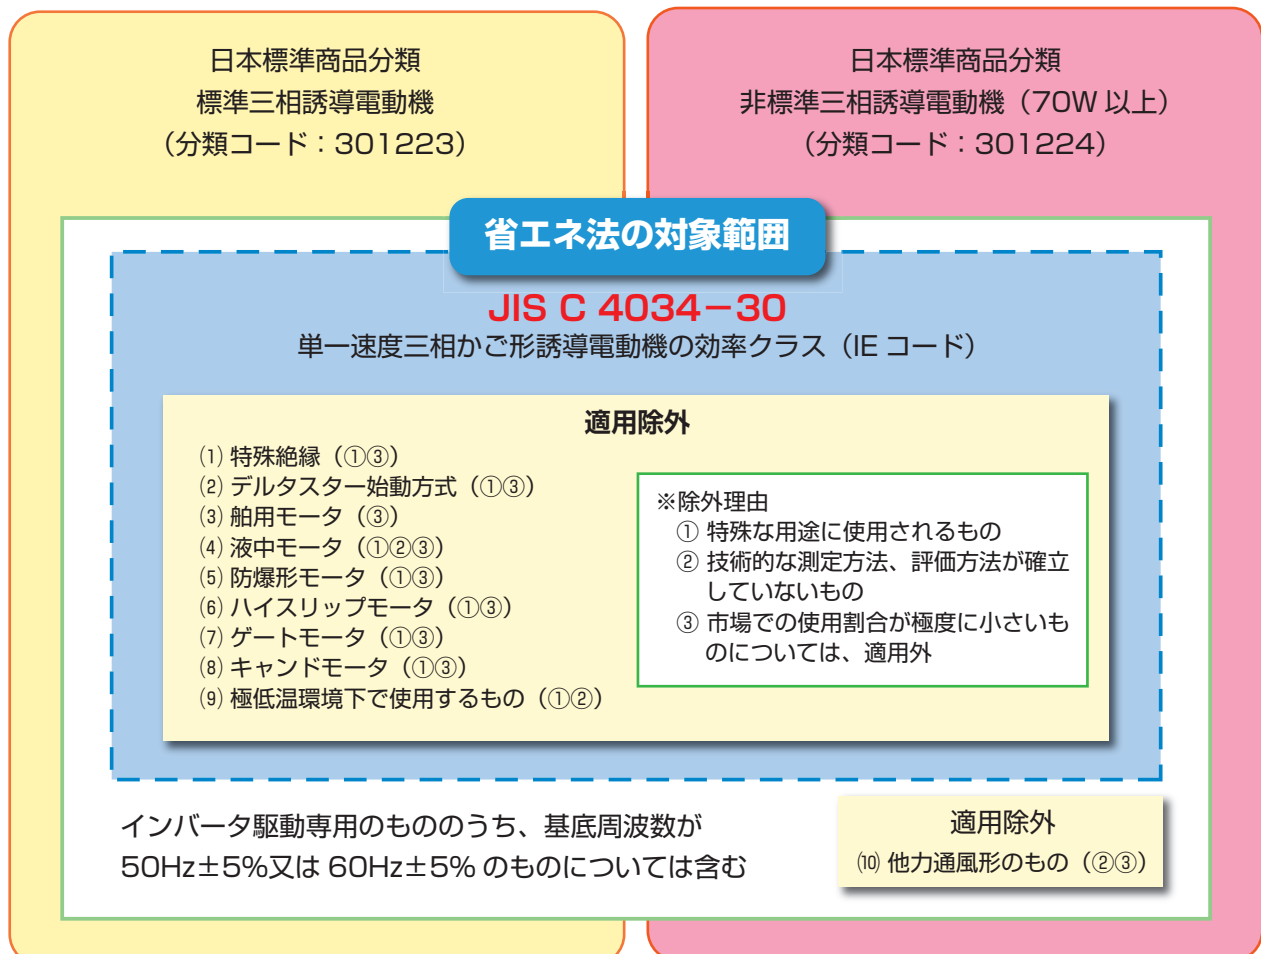 日本標準商品分類
標準三相誘導電動機
（分類コード：301223）
日本標準商品分類
非標準三相誘導電動機（70W 以上）
（分類コード：301224）
省エネ法の対象範囲
JIS C 4034－30
単一速度三相かご形誘導電動機の効率クラス（IE コード）
適用除外
⑴ 特殊絶縁（①③）
⑵ デルタスター始動方式（①③）
⑶ 舶用モータ（③）
⑷ 液中モータ（①②③）
⑸ 防爆形モータ（①③）
⑹ ハイスリップモータ（①③）
⑺ ゲートモータ（①③）
⑻ キャンドモータ（①③）
⑼ 極低温環境下で使用するもの（①②）
※除外理由
① 特殊な用途に使用されるもの
② 技術的な測定方法、評価方法が確立
していないもの
③ 市場での使用割合が極度に小さいも
のについては、適用外
インバータ駆動専用のもののうち、基底周波数が
50Hz±5%又は 60Hz±5% のものについては含む
適用除外
⑽ 他力通風形のもの（②③）